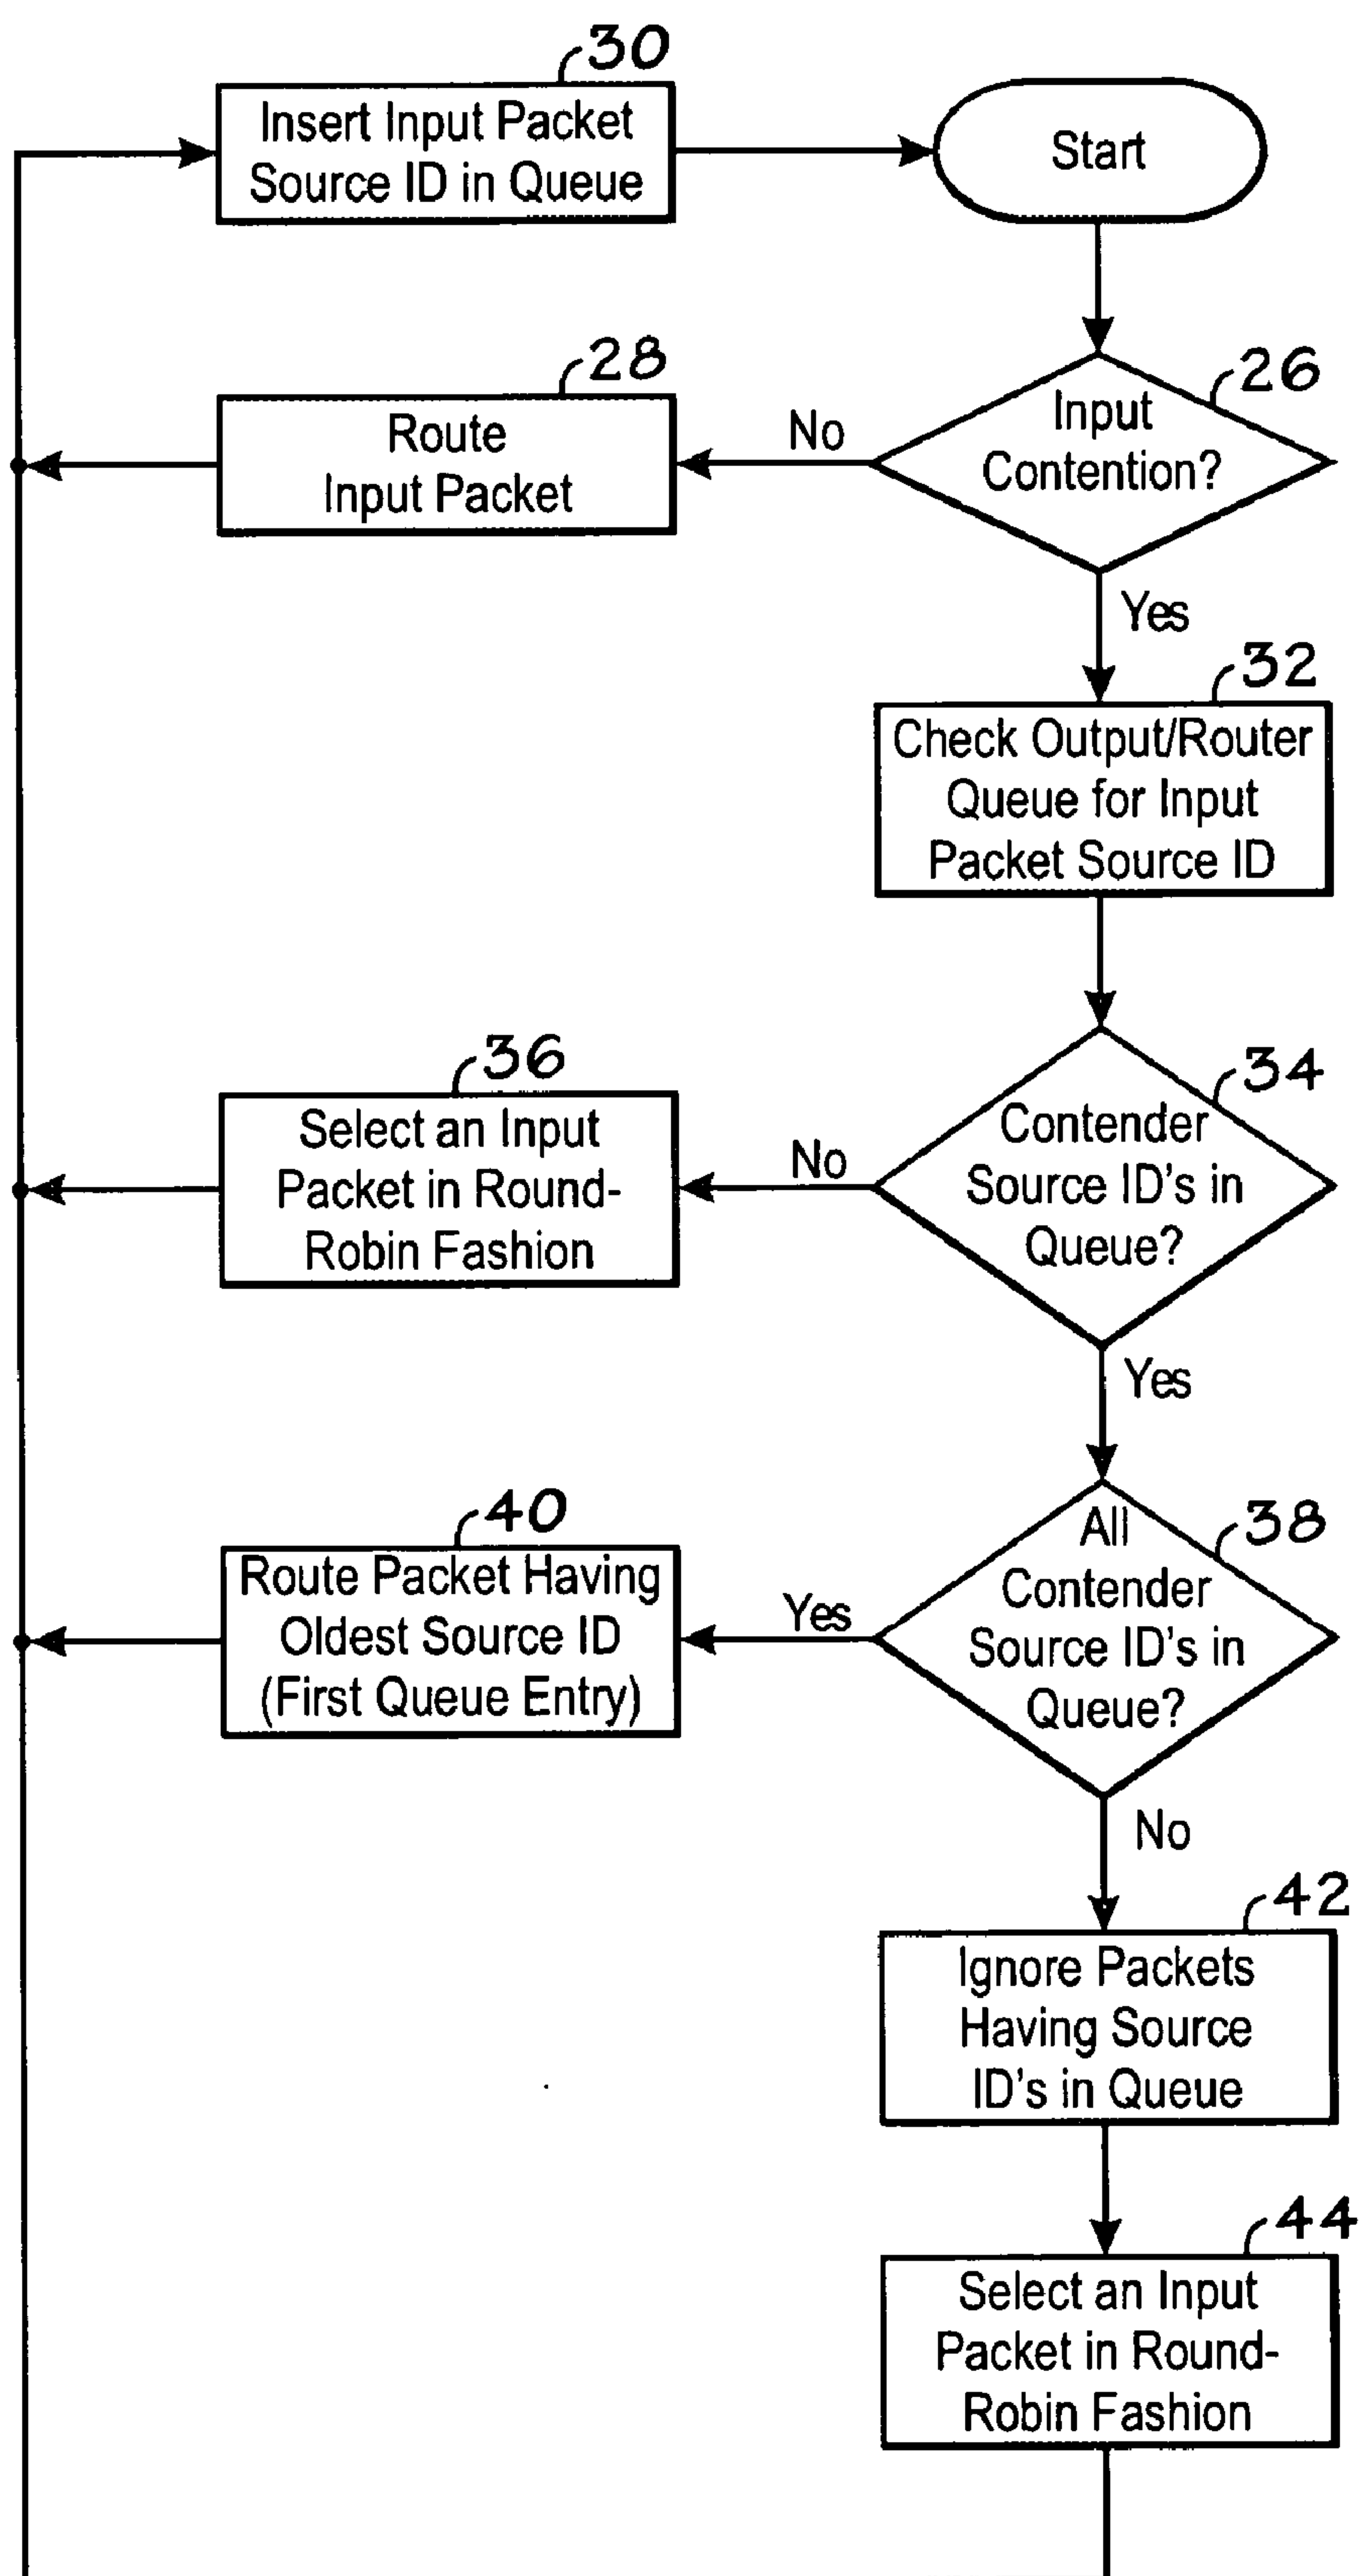 30
Insert Input Packet
Source ID in Queue
Start
28
Route
Input Packet
No
26
Input
Contention?
Yes
32
Check Output/Router
Queue for Input
Packet Source ID
36
Select an Input
Packet in Round-
Robin Fashion
No
34
Contender
Source ID's in
Queue?
Yes
40
Route Packet Having
Oldest Source ID
(First Queue Entry)
Yes
38
All
Contender
Source ID's in
Queue?
No
42
Ignore Packets
Having Source
ID's in Queue
44
Select an Input
Packet in Round-
Robin Fashion